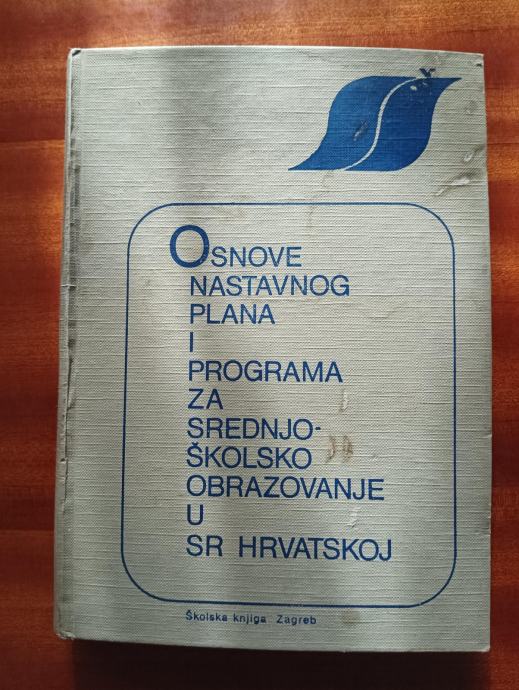 OSNOVE
NASTAVNOG
PLANA
I
PROGRAMA
ZA
SREDNJO-
ŠKOLSKO
OBRAZOVANJE
U
SR HRVATSKOJ
Školska knjiga Zagreb